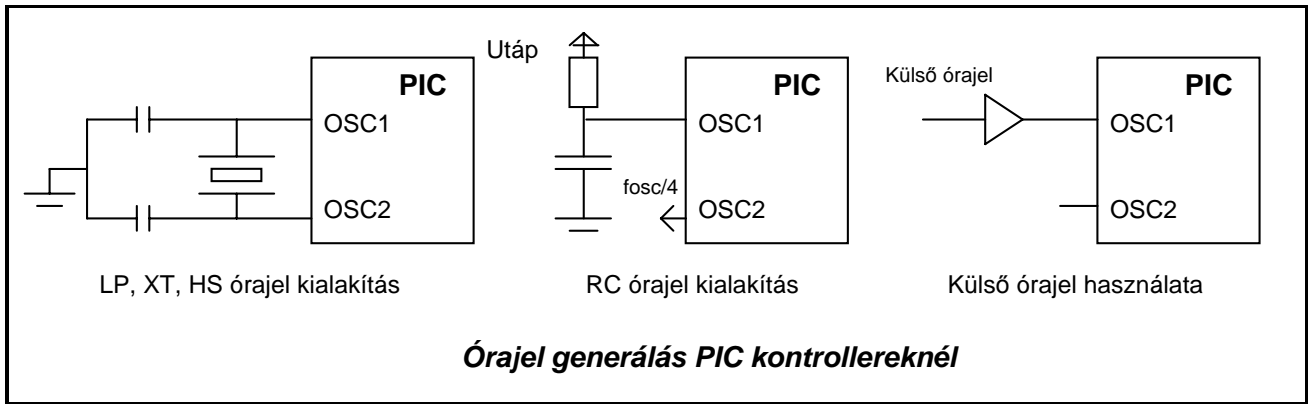 PIC
OSC1
OSC2
LP, XT, HS órajel kialakítás
Utáp
PIC
OSC1
fosc/4
OSC2
RC órajel kialakítás
Külső órajel
PIC
OSC1
OSC2
Külső órajel használata
Órajel generálás PIC kontrollereknél